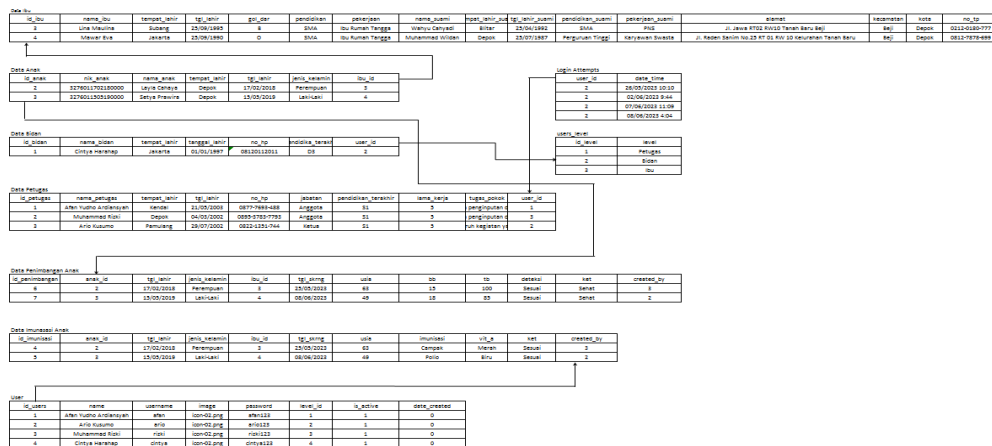 Data Ibu
id_ibu nama_ibu tempat_lahir tgl_lahir gol_dar pendidikan pekerjaan nama_suami tgl_lahir_suami pendidikan_suami pekerjaan_suami alamat kecamatan kota no_tp
3 Lina Maulina Subang 25/09/1995 SMA Ibu Rumah Tangga Wahyu Cahyadi Blitar 25/04/1992 SMA PNS Jl. Jawa RT02 RW10 Tanah Baru Beji Beji Depok 0212-0180-777
4 Mawar Eva Jakarta 25/09/1990 O SMA Ibu Rumah Tangga Muhammad Wildan Depok 25/07/1987 Perguruan Tinggi Karyawan Swasta Jl. Raden Sanim No.25 RT 01 RW 10 Kelurahan Tanah Baru Beji Depok 0812-7878-699
Data Anak
id_anak nik_anak nama_anak tempat_lahir tgl_lahir jenis_kelamin ibu_id
2 3276011702180000 Layla Cahaya Depok 17/02/2018 Perempuan 3
3 3276011505190000 Setya Prawira Depok 15/05/2019 Laki-Laki 4
Login Attempts
user_id date_time
2 26/05/2023 10:10
2 02/06/2023 9:44
2 07/06/2023 11:09
2 08/06/2023 4:04
Data Bidan
id_bidan nama_bidan tempat_lahir tanggal_lahir no_hp user_id
1 Cintya Harahap Jakarta 01/01/1997 08120112011 D3 2
users_level
id_level level
1 Petugas
2 Bidan
3 Ibu
Data Petugas
id_petugas nama_petugas tempat_lahir tgl_lahir no_hp jabatan pendidikan_terakhir lama_kerja tugas_pokok user_id
1 Afan Yudho Ardiansyah Kendal 21/05/2003 0877-7693-488 Anggota S1 5 penginputan d 1
2 Muhammad Rizki Depok 04/03/2002 0895-3783-7793 Anggota S1 5 penginputan d 3
3 Ario Kusumo Pamulang 29/07/2002 0822-1351-744 Ketua S1 5 ruh kegiatan ya 2
Data Penimbangan Anak
id_penimbangan anak_id tgl_lahir jenis_kelamin ibu_id tgl_skrng usia bb tb deteksi ket created_by
6 2 17/02/2018 Perempuan 3 25/05/2023 63 15 100 Sesuai Sehat 3
7 3 15/05/2019 Laki-Laki 4 08/06/2023 49 18 85 Sesuai Sehat 2
Data Imunasasi Anak
id_imunisasi anak_id tgl_lahir jenis_kelamin ibu_id tgl_skrng usia imunisasi vit_a ket created_by
4 2 17/02/2018 Perempuan 3 25/05/2023 63 Campak Merah Sesuai 3
5 3 15/05/2019 Laki-Laki 4 08/06/2023 49 Polio Biru Sesuai 2
User
id_users name username image password level_id is_active date_created
1 Afan Yudho Ardiansyah afan icon-02.png afan123 1 1 0
2 Ario Kusumo ario icon-02.png ario123 2 1 0
3 Muhammad Rizki rizki icon-02.png rizki123 3 1 0
4 Cintya Harahap cintya icon-02.png cintya123 4 1 0